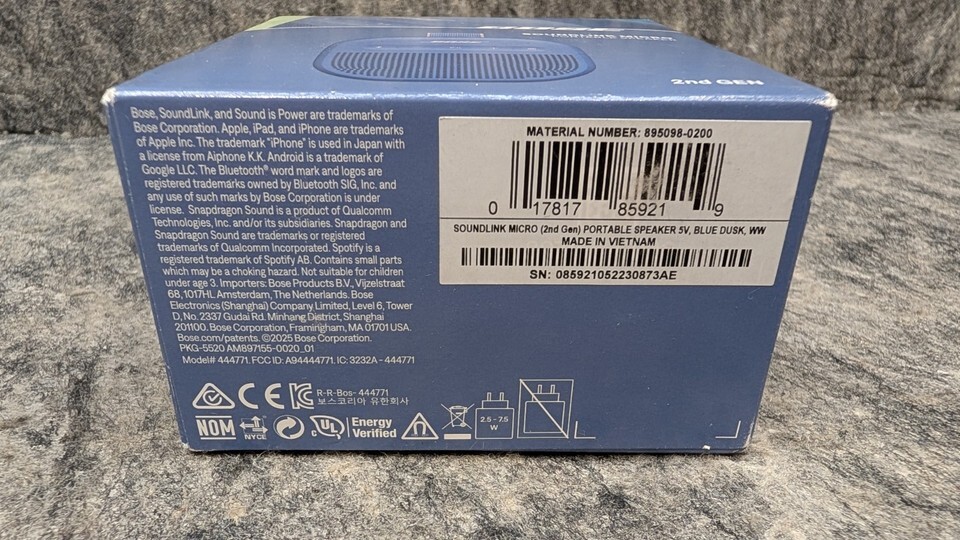 SOUNDLINK MICRO
2nd GEN
Bose, SoundLink, and Sound is Power are trademarks of
Bose Corporation. Apple, iPad, and iPhone are trademarks
of Apple Inc. The trademark "iPhone" is used in Japan with
a license from Aiphone K.K. Android is a trademark of
Google LLC. The Bluetooth® word mark and logos are
registered trademarks owned by Bluetooth SIG, Inc. and
any use of such marks by Bose Corporation is under
license. Snapdragon Sound is a product of Qualcomm
Technologies, Inc. and/or its subsidiaries. Snapdragon and
Snapdragon Sound are trademarks or registered
trademarks of Qualcomm Incorporated. Spotify is a
registered trademark of Spotify AB. Contains small parts
which may be a choking hazard. Not suitable for children
under age 3. Importers: Bose Products B.V., Vijzelstraat
68, 1017HL Amsterdam, The Netherlands. Bose
Electronics (Shanghai) Company Limited, Level 6, Tower
D, No. 2337 Gudai Rd. Minhang District, Shanghai
201100. Bose Corporation, Framingham, MA 01701 USA.
Bose.com/patents. ©2025 Bose Corporation.
PKG-5520 AM897155-0020_01
Model# 444771. FCC ID: A94444771. IC: 3232A-444771
R-R-Bos-444771
보스코리아 유한회사
CE
NOM
NYCE
c UL
Energy
Verified
2.5 - 7.5
W
MATERIAL NUMBER: 895098-0200
0 17817 85921 9
SOUNDLINK MICRO (2nd Gen) PORTABLE SPEAKER 5V, BLUE DUSK, WW
MADE IN VIETNAM
SN: 085921052230873AE